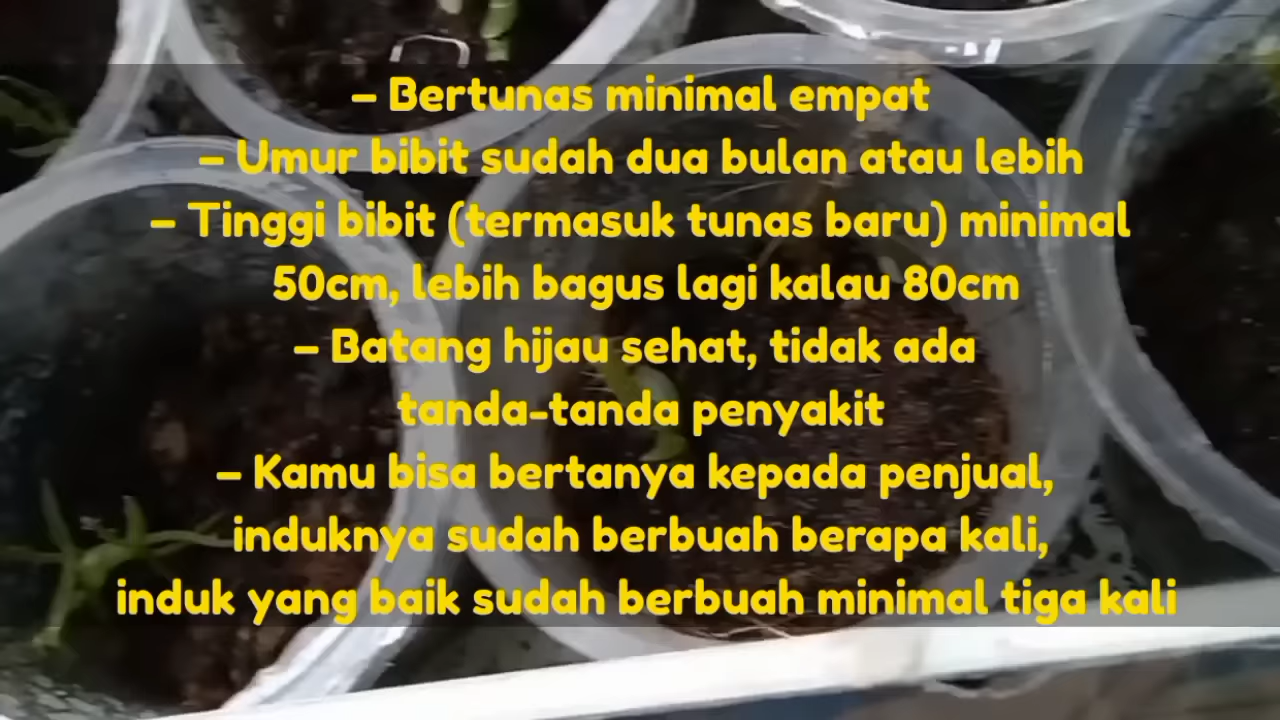 – Bertunas minimal empat
– Umur bibit sudah dua bulan atau lebih
– Tinggi bibit (termasuk tunas baru) minimal
50cm, lebih bagus lagi kalau 80cm
– Batang hijau sehat, tidak ada
tanda-tanda penyakit
– Kamu bisa bertanya kepada penjual,
induknya sudah berbuah berapa kali,
induk yang baik sudah berbuah minimal tiga kali